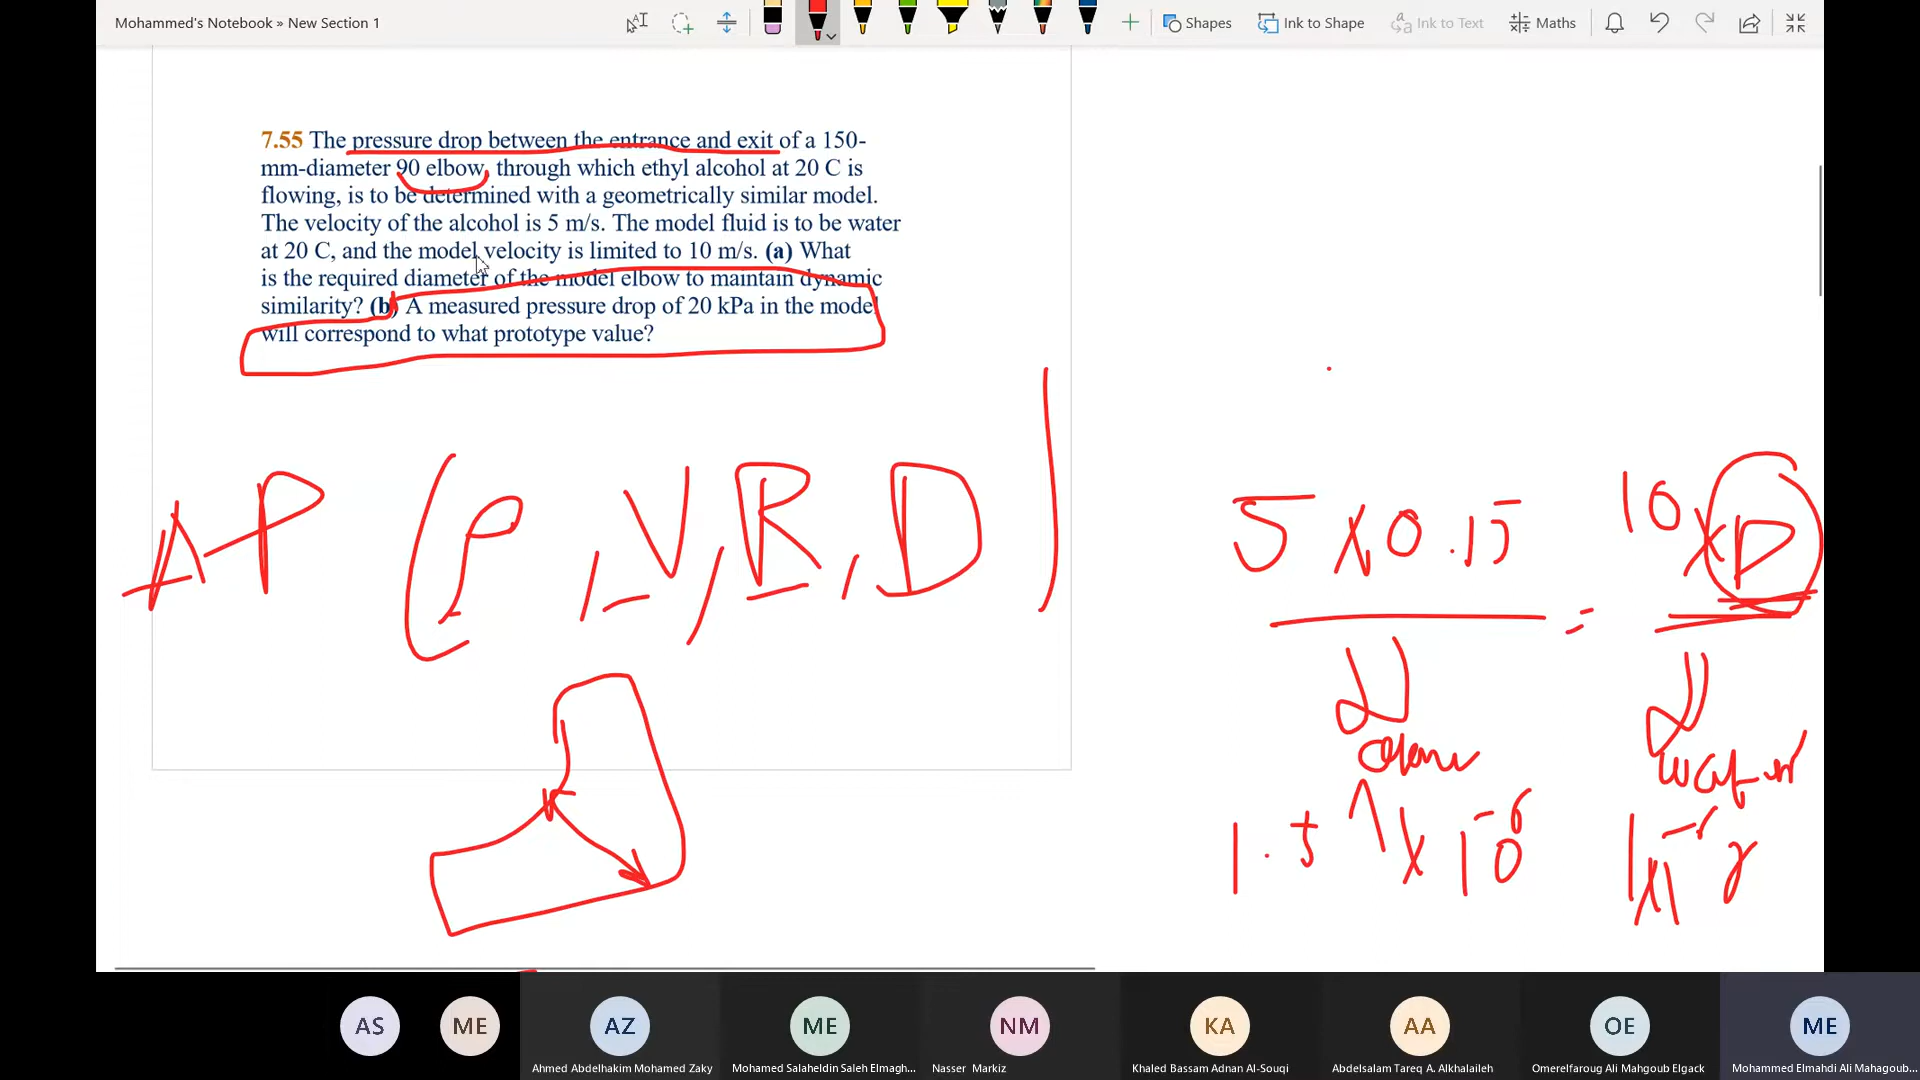 Mohammed's Notebook » New Section 1
Shapes
Ink to Shape
Ink to Text
Maths
7.55 The pressure drop between the entrance and exit of a 150-
mm-diameter 90 elbow, through which ethyl alcohol at 20 C is
flowing, is to be determined with a geometrically similar model.
The velocity of the alcohol is 5 m/s. The model fluid is to be water
at 20 C, and the model velocity is limited to 10 m/s. (a) What
is the required diameter of the model elbow to maintain dynamic
similarity? (b) A measured pressure drop of 20 kPa in the model
will correspond to what prototype value?
ΔP (ρ, V, R, D)
5 x 0.15 = 10 x D
water
AS
ME
AZ
Ahmed Abdelhakim Mohamed Zaky
ME
Mohamed Salaheldin Saleh Elmagh...
NM
Nasser Markiz
KA
Khaled Bassam Adnan Al-Souqi
AA
Abdelsalam Tareq A. Alkhalaileh
OE
Omerelfaroug Ali Mahgoub Elgack
ME
Mohammed Elmahdi Ali Mahagoub...